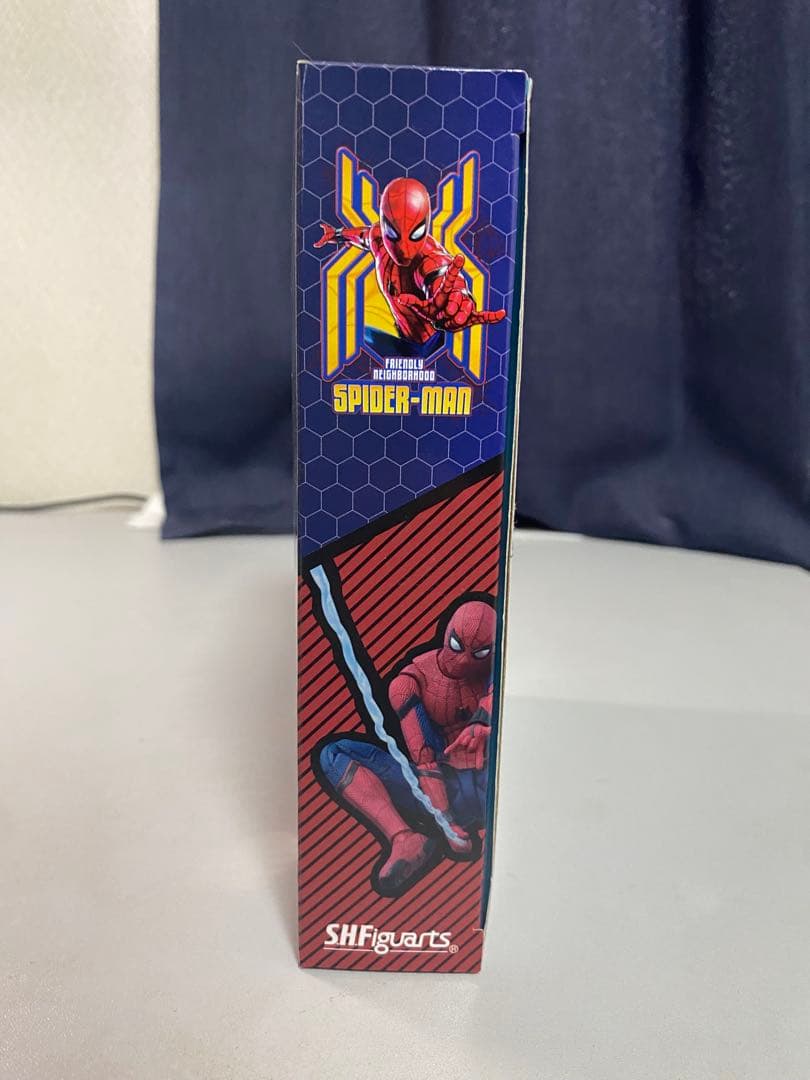 FRIENDLY
NEIGHBORHOOD
SPIDER-MAN
S.H.Figuarts®